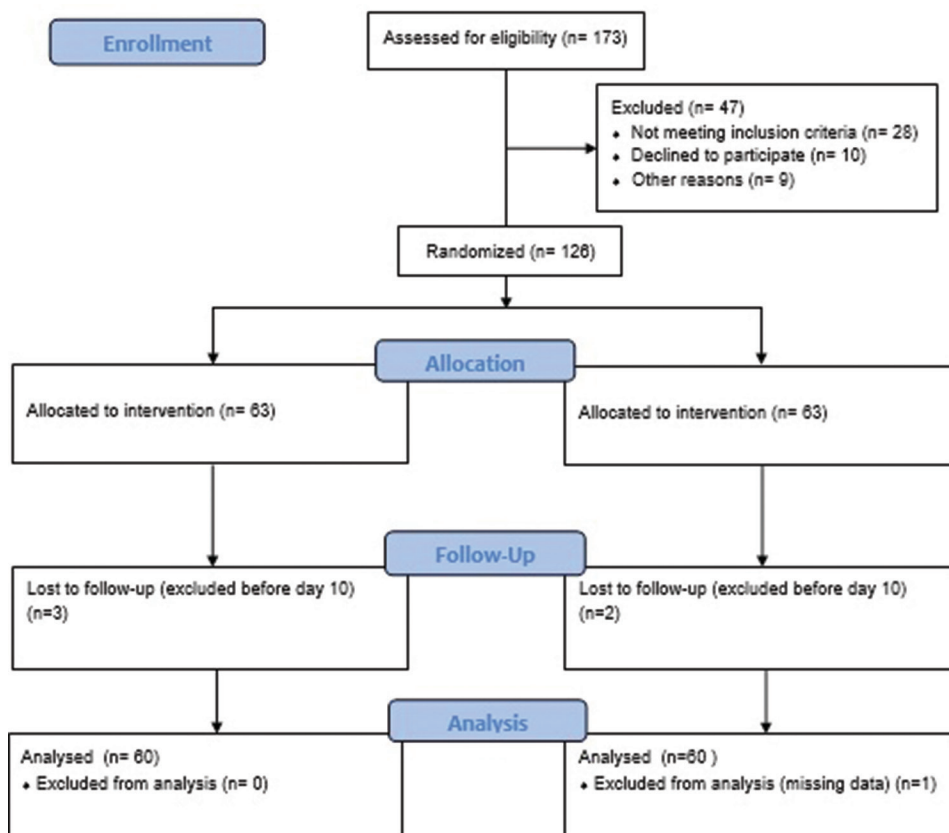 Enrollment
Assessed for eligibility (n= 173)
Excluded (n= 47)
♦ Not meeting inclusion criteria (n= 28)
♦ Declined to participate (n= 10)
♦ Other reasons (n= 9)
Randomized (n= 126)
Allocation
Allocated to intervention (n= 63)
Allocated to intervention (n= 63)
Follow-Up
Lost to follow-up (excluded before day 10)
(n=3)
Lost to follow-up (excluded before day 10)
(n=2)
Analysis
Analysed (n= 60)
♦ Excluded from analysis (n= 0)
Analysed (n=60 )
♦ Excluded from analysis (missing data) (n=1)